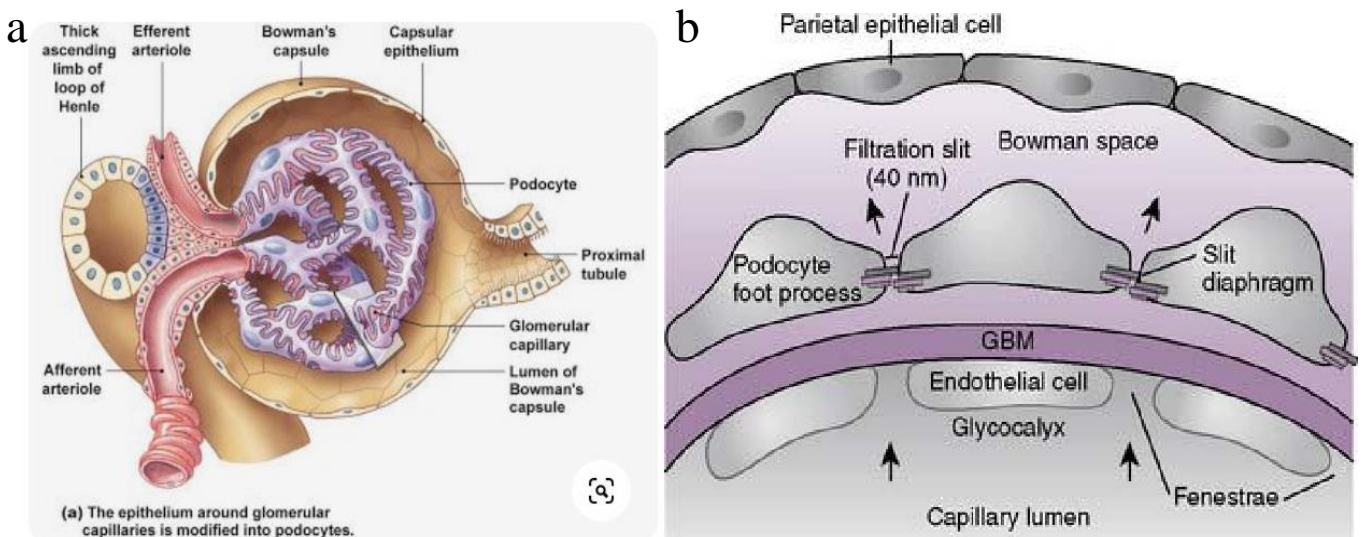 a
Thick
ascending
limb of
loop of
Henle
Efferent
arteriole
Bowman's
capsule
Capsular
epithelium
Podocyte
Proximal
tubule
Glomerular
capillary
Afferent
arteriole
Lumen of
Bowman's
capsule
(a) The epithelium around glomerular
capillaries is modified into podocytes.
b
Parietal epithelial cell
Filtration slit
(40 nm)
Bowman space
Podocyte
foot process
Slit
diaphragm
GBM
Endothelial cell
Glycocalyx
Fenestrae
Capillary lumen